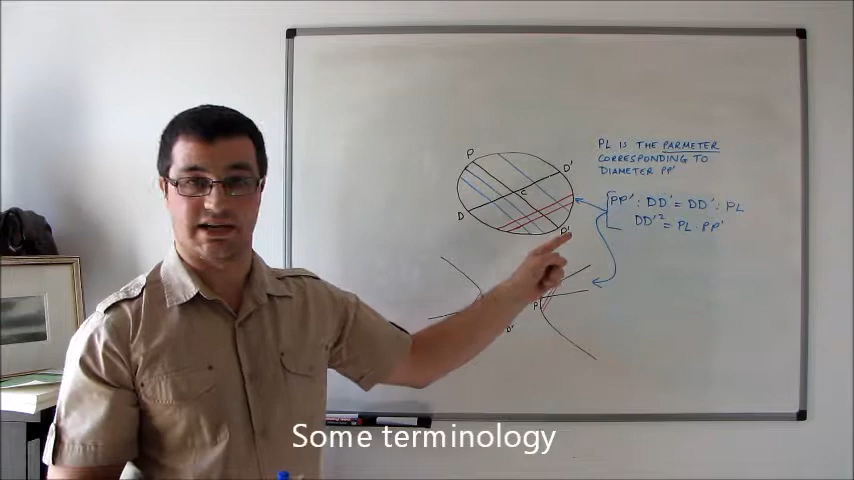 P
D'
C
D
P'
PL IS THE PARMETER
CORRESPONDING TO
DIAMETER PP'
PP' : DD' = DD' : PL
DD'² = PL . PP'
P
D'
Some terminology